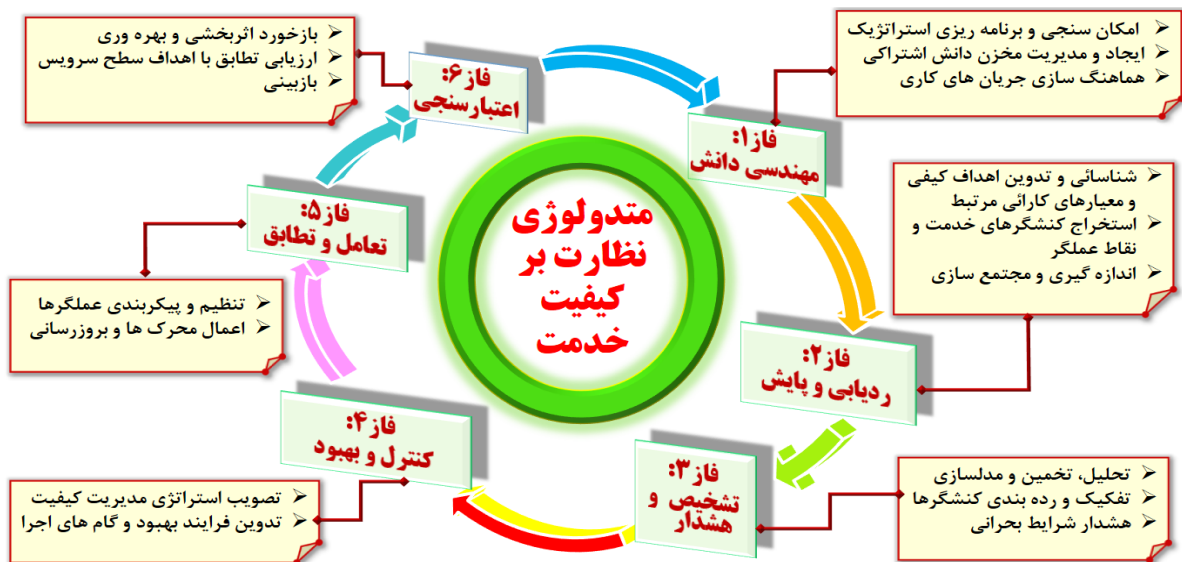 متدولوژی
نظارت بر
کیفیت
خدمت
فاز۱:
مهندسی دانش
امکان سنجی و برنامه ریزی استراتژیک
ایجاد و مدیریت مخزن دانش اشتراکی
هماهنگ سازی جریان های کاری
فاز۲:
ردیابی و پایش
شناسائی و تدوین اهداف کیفی
و معیارهای کارائی مرتبط
استخراج کنشگرهای خدمت و
نقاط عملگر
اندازه گیری و مجتمع سازی
فاز۳:
تشخیص و
هشدار
تحلیل، تخمین و مدلسازی
تفکیک و رده بندی کنشگرها
هشدار شرایط بحرانی
فاز۴:
کنترل و بهبود
تصویب استراتژی مدیریت کیفیت
تدوین فرایند بهبود و گام های اجرا
فاز۵:
تعامل و تطابق
تنظیم و پیکربندی عملگرها
اعمال محرک ها و بروزرسانی
فاز۶:
اعتبارسنجی
بازخورد اثربخشی و بهره وری
ارزیابی تطابق با اهداف سطح سرویس
بازبینی